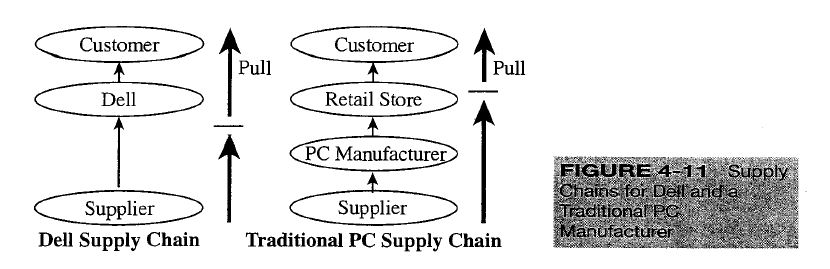 Customer
Dell
Supplier
Pull
Dell Supply Chain
Customer
Retail Store
PC Manufacturer
Supplier
Pull
Traditional PC Supply Chain
FIGURE 4-11 Supply
Chains for Dell and a
Traditional PC
Manufacturer